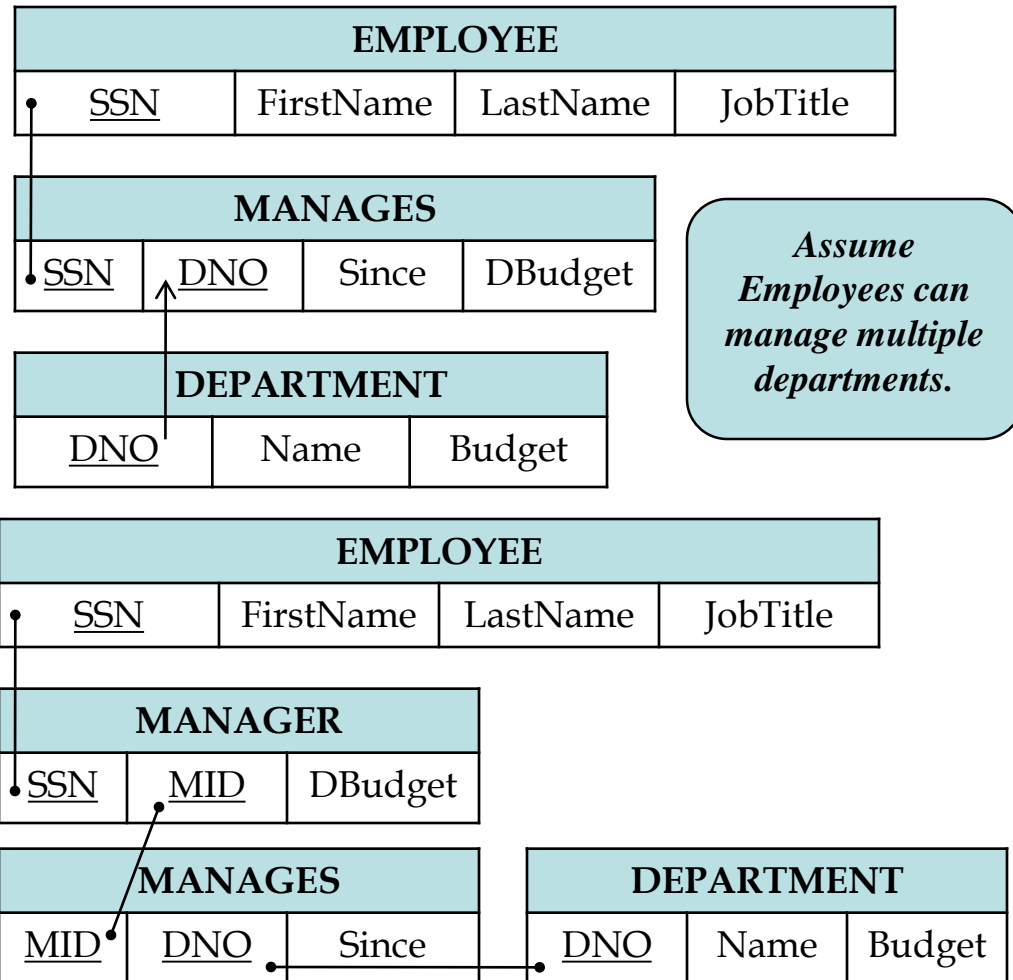 EMPLOYEE
SSN FirstName LastName JobTitle
MANAGES
SSN DNO Since DBudget
Assume
Employees can
manage multiple
departments.
DEPARTMENT
DNO Name Budget
EMPLOYEE
SSN FirstName LastName JobTitle
MANAGER
SSN MID DBudget
MANAGES
MID DNO Since
DEPARTMENT
DNO Name Budget